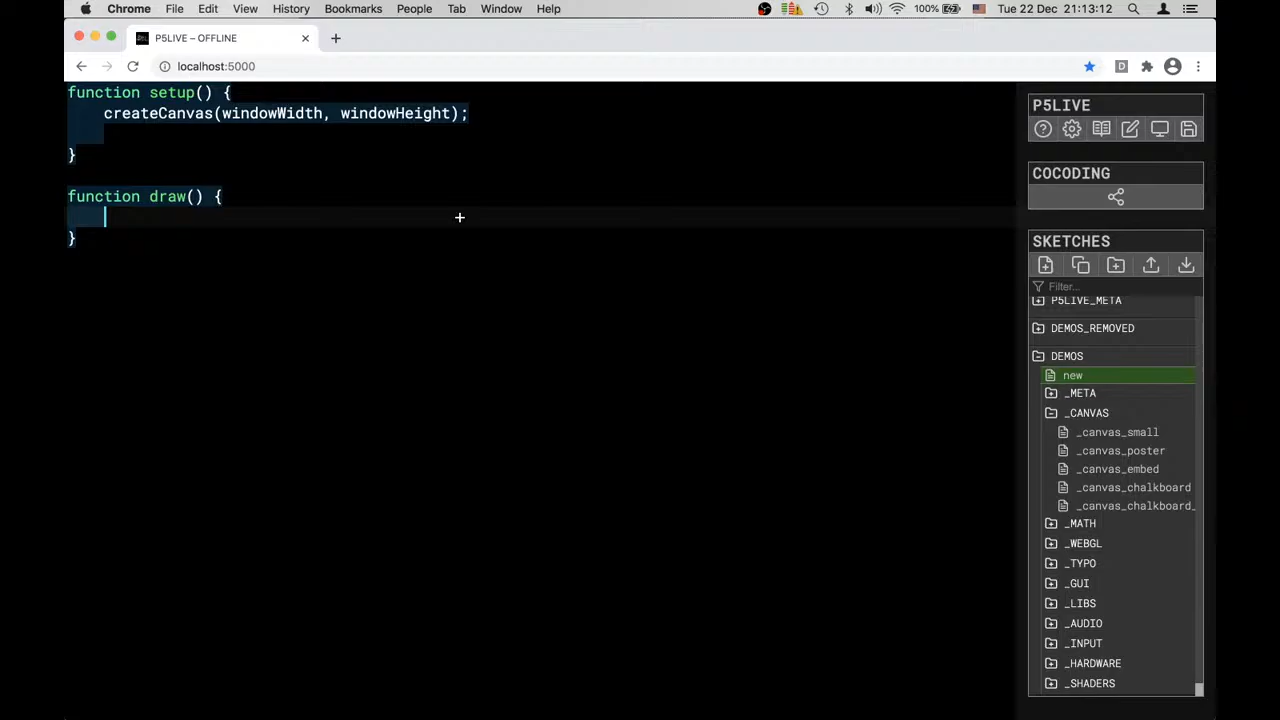 Chrome File Edit View History Bookmarks People Tab Window Help 100% Tue 22 Dec 21:13:12
P5LIVE – OFFLINE
localhost:5000
function setup() {
createCanvas(windowWidth, windowHeight);
}
function draw() {
}
P5LIVE
COCODING
SKETCHES
Filter...
P5LIVE_META
DEMOS_REMOVED
DEMOS
new
_META
_CANVAS
_canvas_small
_canvas_poster
_canvas_embed
_canvas_chalkboard
_canvas_chalkboard_
_MATH
_WEBGL
_TYPO
_GUI
_LIBS
_AUDIO
_INPUT
_HARDWARE
_SHADERS